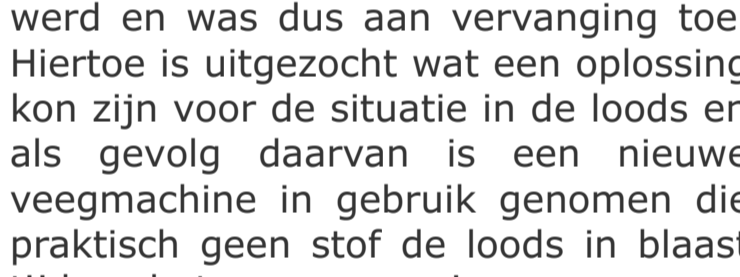 werd en was dus aan vervanging toe
Hiertoe is uitgezocht wat een oplossing
kon zijn voor de situatie in de loods en
als gevolg daarvan is een nieuwe
veegmachine in gebruik genomen die
praktisch geen stof de loods in blaast